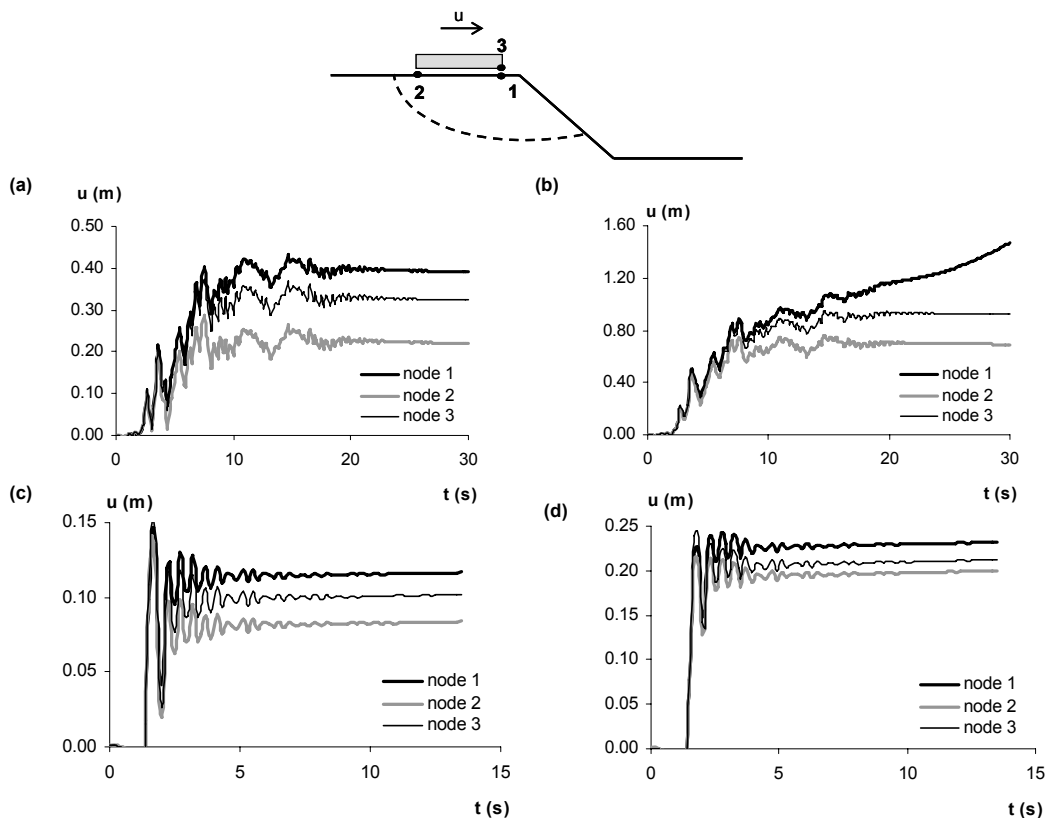 u
3
2 1
(a)
u (m)
0.50
0.40
0.30
0.20
0.10
0.00
node 1
node 2
node 3
0 10 20 30
t (s)
(b)
u (m)
1.60
1.20
0.80
0.40
0.00
node 1
node 2
node 3
0 10 20 30
t (s)
(c)
u (m)
0.15
0.10
0.05
0.00
node 1
node 2
node 3
0 5 10 15
t (s)
(d)
u (m)
0.25
0.20
0.15
0.10
0.05
0.00
node 1
node 2
node 3
0 5 10 15
t (s)